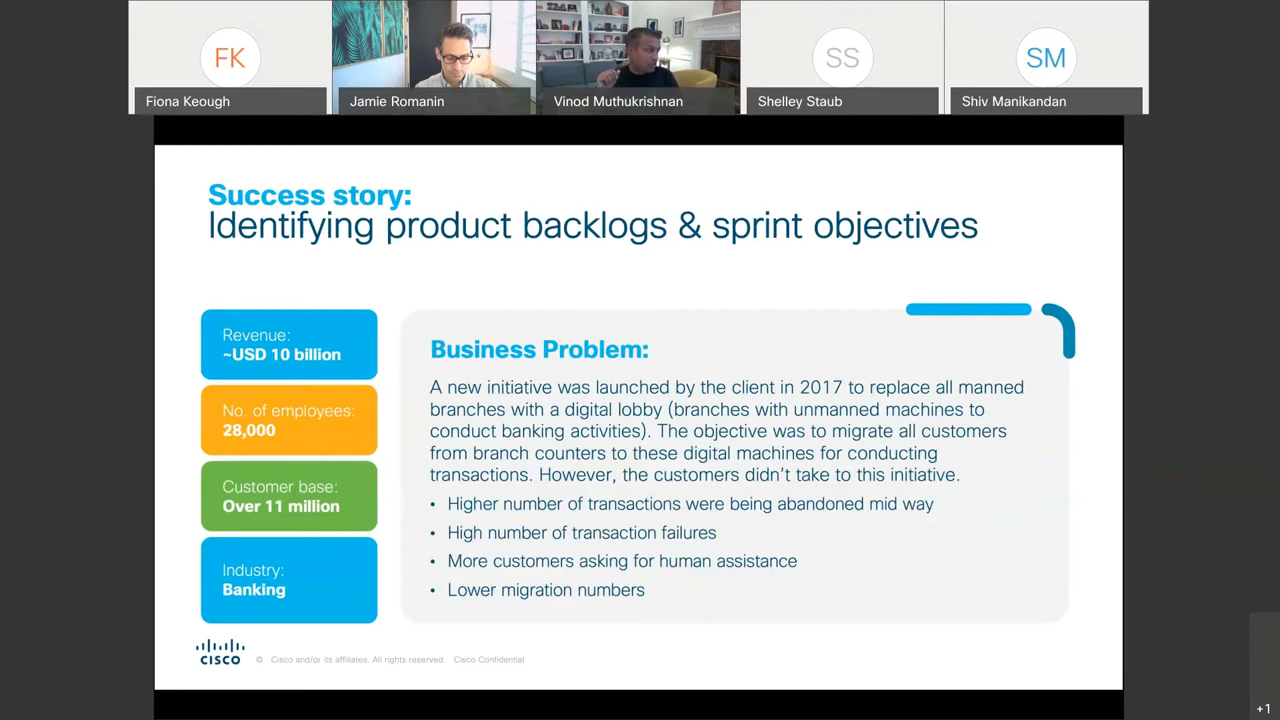 FK
SS
SM
Fiona Keough
Jamie Romanin
Vinod Muthukrishnan
Shelley Staub
Shiv Manikandan
Success story:
Identifying product backlogs & sprint objectives
Revenue:
~USD 10 billion
No. of employees:
28,000
Customer base:
Over 11 million
Industry:
Banking
Business Problem:
A new initiative was launched by the client in 2017 to replace all manned
branches with a digital lobby (branches with unmanned machines to
conduct banking activities). The objective was to migrate all customers
from branch counters to these digital machines for conducting
transactions. However, the customers didn't take to this initiative.
• Higher number of transactions were being abandoned mid way
• High number of transaction failures
• More customers asking for human assistance
• Lower migration numbers
CISCO
© Cisco and/or its affiliates. All rights reserved. Cisco Confidential
+1